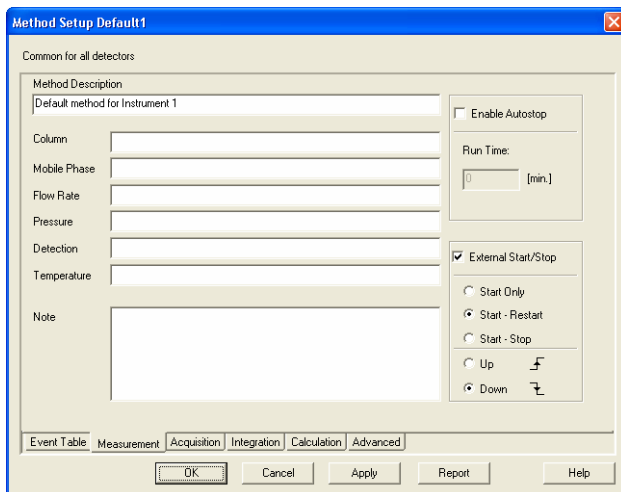 Method Setup Default1
Common for all detectors
Method Description
Default method for Instrument 1
Column
Mobile Phase
Flow Rate
Pressure
Detection
Temperature
Note
Enable Autostop
Run Time:
0 [min.]
External Start/Stop
Start Only
Start - Restart
Start - Stop
Up
Down
Event Table Measurement Acquisition Integration Calculation Advanced
OK Cancel Apply Report Help